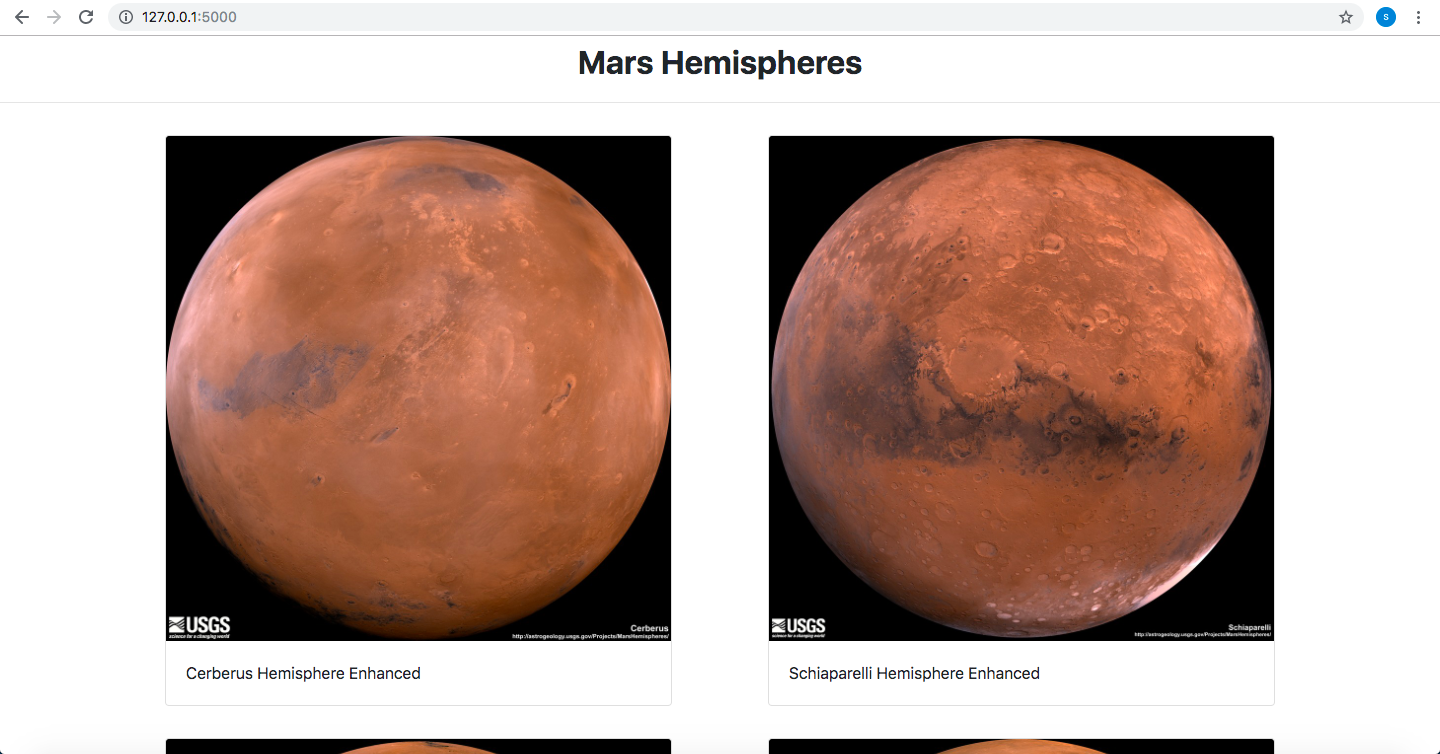 127.0.0.1:5000
S
Mars Hemispheres
USGS
science for a changing world
Cerberus
http://astrogeology.usgs.gov/Projects/MarsHemispheres/
USGS
science for a changing world
Schiaparelli
http://astrogeology.usgs.gov/Projects/MarsHemispheres/
Cerberus Hemisphere Enhanced
Schiaparelli Hemisphere Enhanced